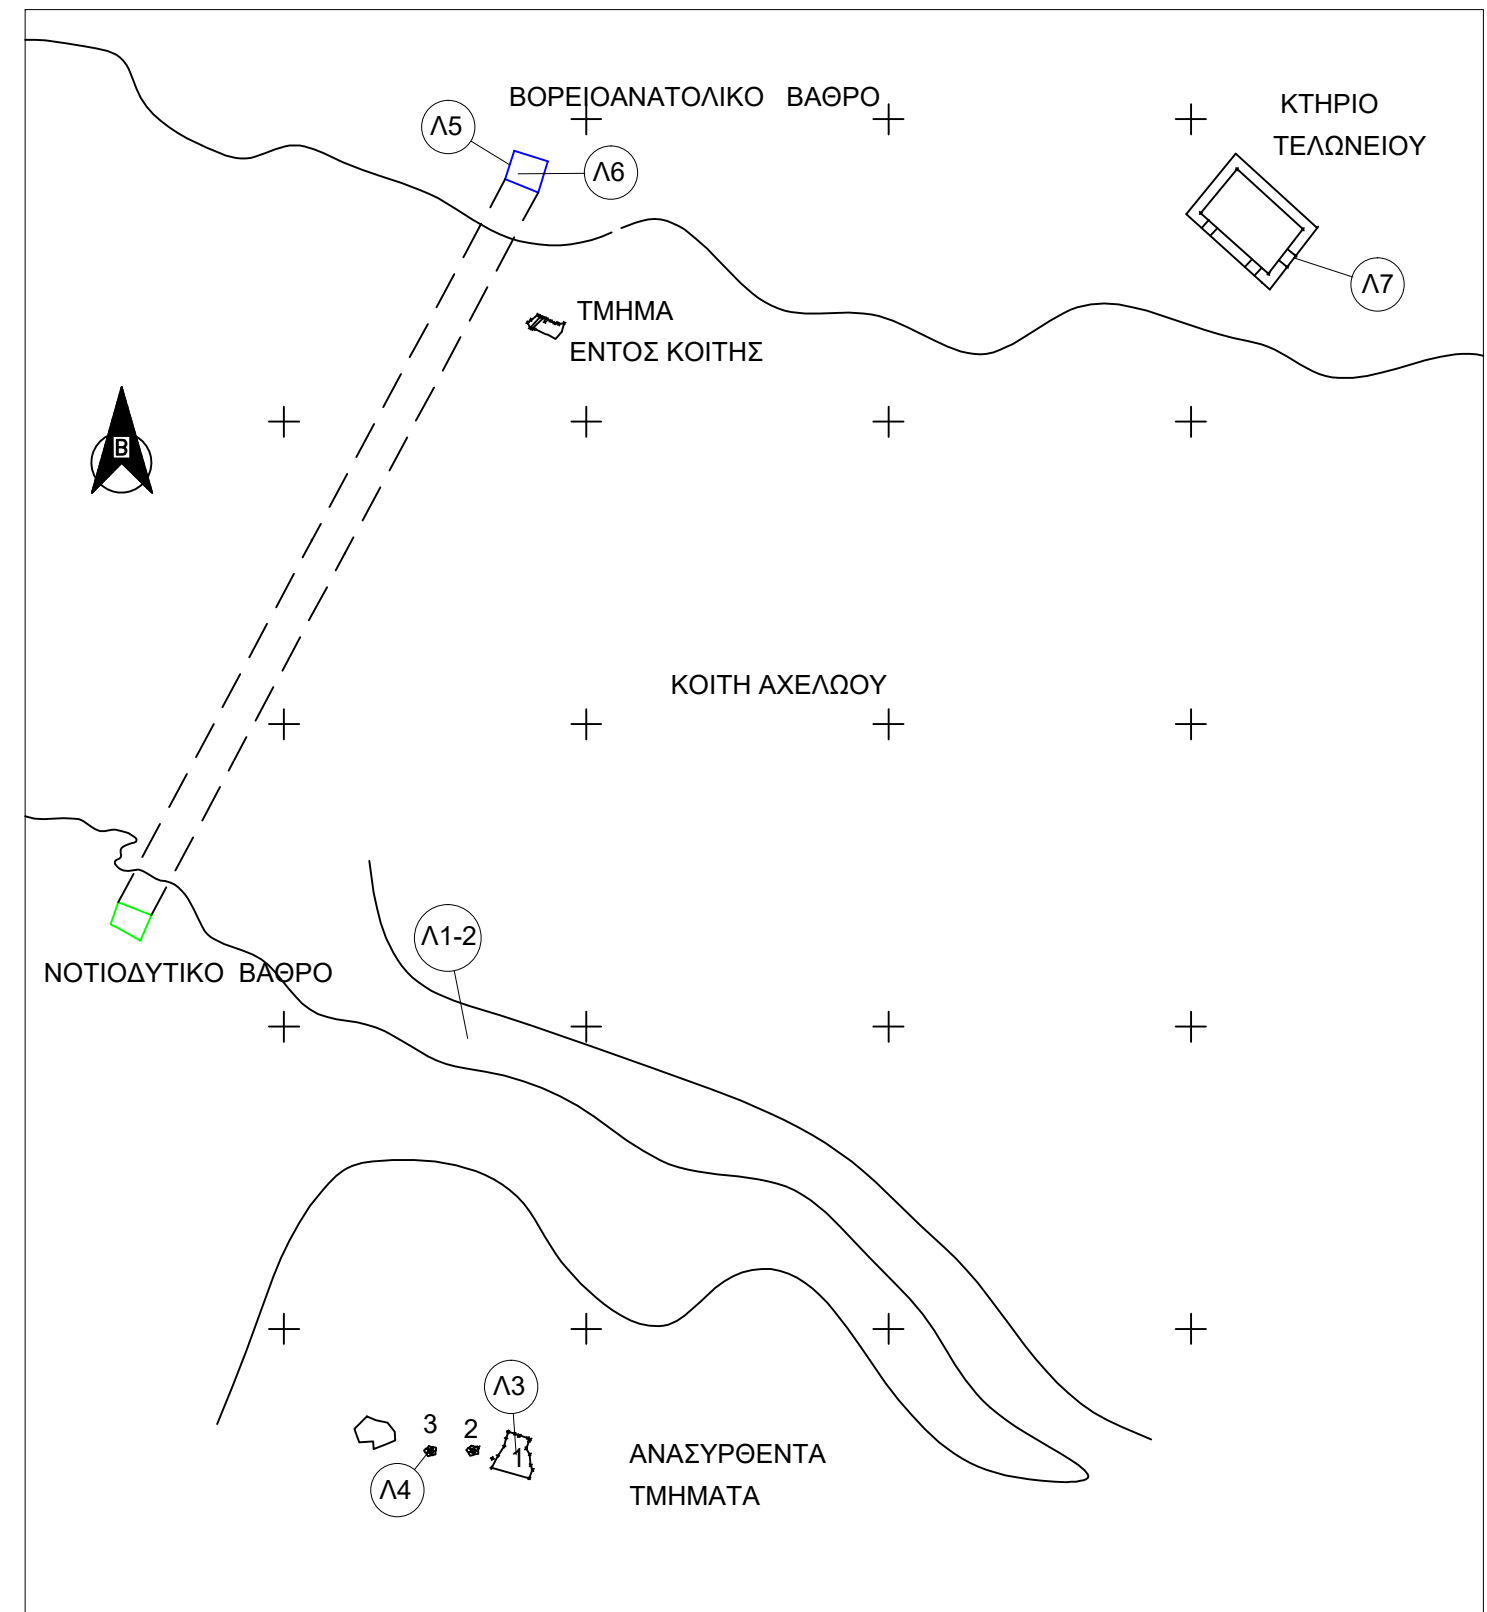 ΒΟΡΕΙΟΑΝΑΤΟΛΙΚΟ ΒΑΘΡΟ
ΚΤΗΡΙΟ
ΤΕΛΩΝΕΙΟΥ
Λ5
Λ6
Λ7
ΤΜΗΜΑ
ΕΝΤΟΣ ΚΟΙΤΗΣ
Β
ΚΟΙΤΗ ΑΧΕΛΩΟΥ
Λ1-2
ΝΟΤΙΟΔΥΤΙΚΟ ΒΑΘΡΟ
Λ3
3
2
1
Λ4
ΑΝΑΣΥΡΘΕΝΤΑ
ΤΜΗΜΑΤΑ